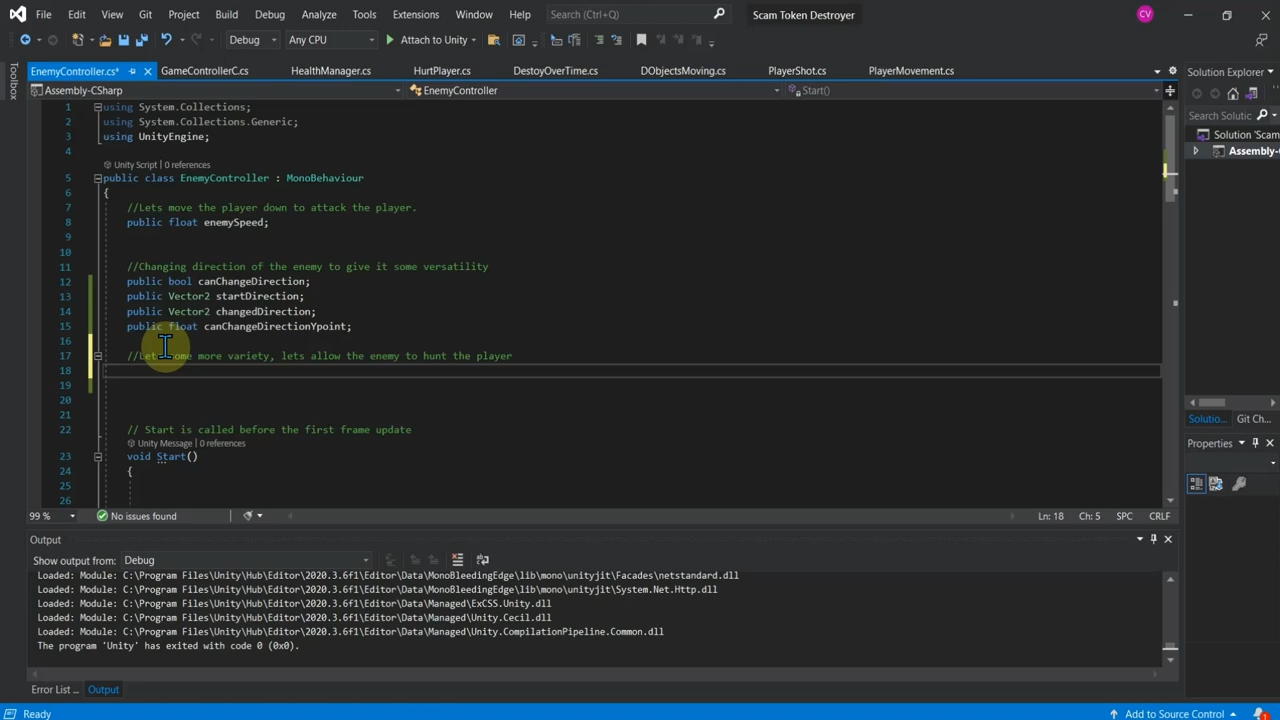 File Edit View Git Project Build Debug Analyze Tools Extensions Window Help Search (Ctrl+Q) Scam Token Destroyer CV
Debug Any CPU Attach to Unity
Toolbox
EnemyController.cs* GameControllerC.cs HealthManager.cs HurtPlayer.cs DestoyOverTime.cs DObjectsMoving.cs PlayerShot.cs PlayerMovement.cs Solution Explorer
Assembly-CSharp EnemyController Start()
1 using System.Collections;
2 using System.Collections.Generic;
3 using UnityEngine;
4
Unity Script | 0 references
5 public class EnemyController : MonoBehaviour
6 {
7 //Lets move the player down to attack the player.
8 public float enemySpeed;
9
10
11 //Changing direction of the enemy to give it some versatility
12 public bool canChangeDirection;
13 public Vector2 startDirection;
14 public Vector2 changedDirection;
15 public float canChangeDirectionYpoint;
16
17 //Let some more variety, lets allow the enemy to hunt the player
18
19
20
21
22 // Start is called before the first frame update
Unity Message | 0 references
23 void Start()
24 {
25
26
99 % No issues found Ln: 18 Ch: 5 SPC CRLF
Search Solutic
Solution 'Scam
Assembly-C
Solutio... Git Ch...
Properties
Output
Show output from: Debug
Loaded: Module: C:\Program Files\Unity\Hub\Editor\2020.3.6f1\Editor\Data\MonoBleedingEdge\lib\mono\unityjit\Facades\netstandard.dll
Loaded: Module: C:\Program Files\Unity\Hub\Editor\2020.3.6f1\Editor\Data\MonoBleedingEdge\lib\mono\unityjit\System.Net.Http.dll
Loaded: Module: C:\Program Files\Unity\Hub\Editor\2020.3.6f1\Editor\Data\Managed\ExCSS.Unity.dll
Loaded: Module: C:\Program Files\Unity\Hub\Editor\2020.3.6f1\Editor\Data\Managed\Unity.Cecil.dll
Loaded: Module: C:\Program Files\Unity\Hub\Editor\2020.3.6f1\Editor\Data\Managed\Unity.CompilationPipeline.Common.dll
The program 'Unity' has exited with code 0 (0x0).
Error List ... Output
Ready Add to Source Control 1